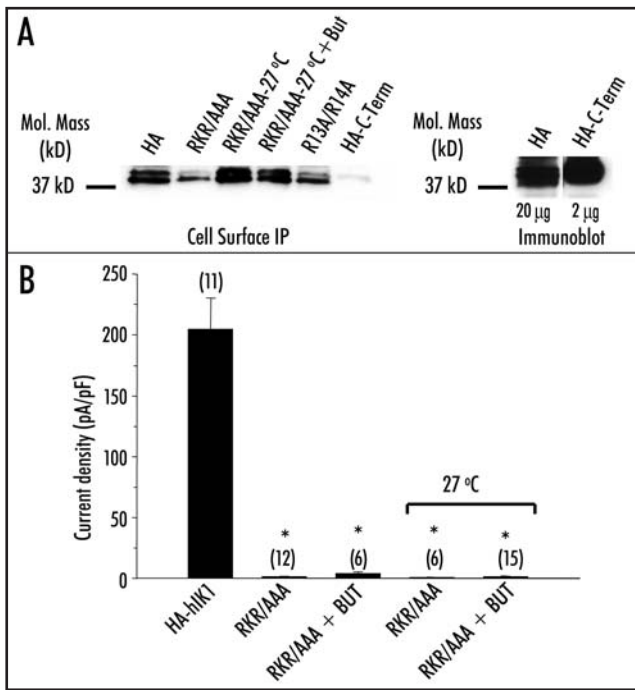 A
Mol. Mass
(kD)
HA
RKR/AAA
RKR/AAA-27 ºC
RKR/AAA-27 ºC+But
R13A/R14A
HA-C-Term
37 kD
Cell Surface IP
Mol. Mass
(kD)
HA
HA-C-Term
37 kD
20 µg
2 µg
Immunoblot
B
Current density (pA/pF)
250
200
150
100
50
0
(11)
*
(12)
*
(6)
27 ºC
*
(6)
*
(15)
HA-hIK1
RKR/AAA
RKR/AAA + BUT
RKR/AAA
RKR/AAA + BUT